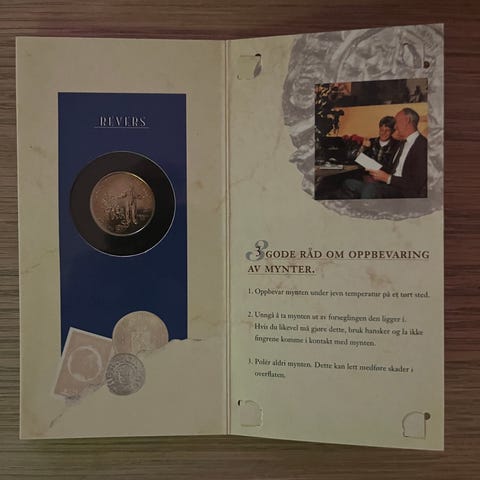 REVERS
3 GODE RÅD OM OPPBEVARING
AV MYNTER.
1. Oppbevar mynten under jevn temperatur på et tørt sted.
2. Unngå å ta mynten ut av forseglingen den ligger i.
Hvis du likevel må gjøre dette, bruk hansker og la ikke
fingrene komme i kontakt med mynten.
3. Polér aldri mynten. Dette kan lett medføre skader i
overflaten.